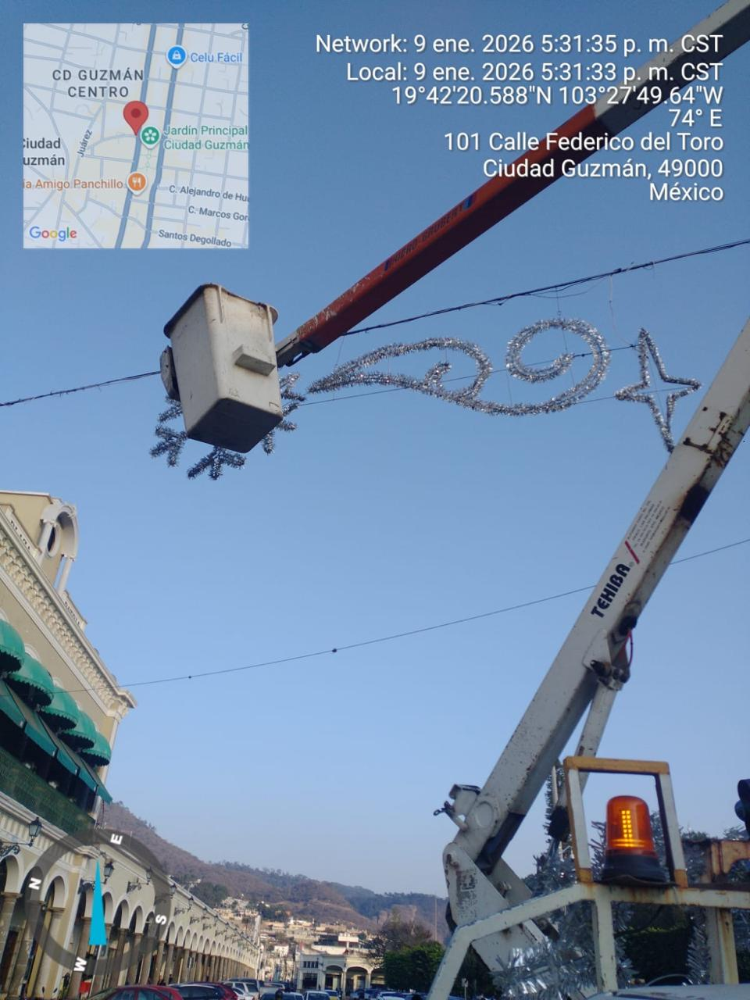 Network: 9 ene. 2026 5:31:35 p. m. CST
Local: 9 ene. 2026 5:31:33 p. m. CST
19°42'20.588"N 103°27'49.64"W
74° E
101 Calle Federico del Toro
Ciudad Guzmán, 49000
México
Celu Fácil
CD GUZMÁN
CENTRO
Juárez
Jardín Principal
Ciudad Guzmán
Ciudad
uzmán
ía Amigo Panchillo
C. Alejandro de Hu
C. Marcos Gor
Santos Degollado
Google
TEHIBA
E
N
S
W